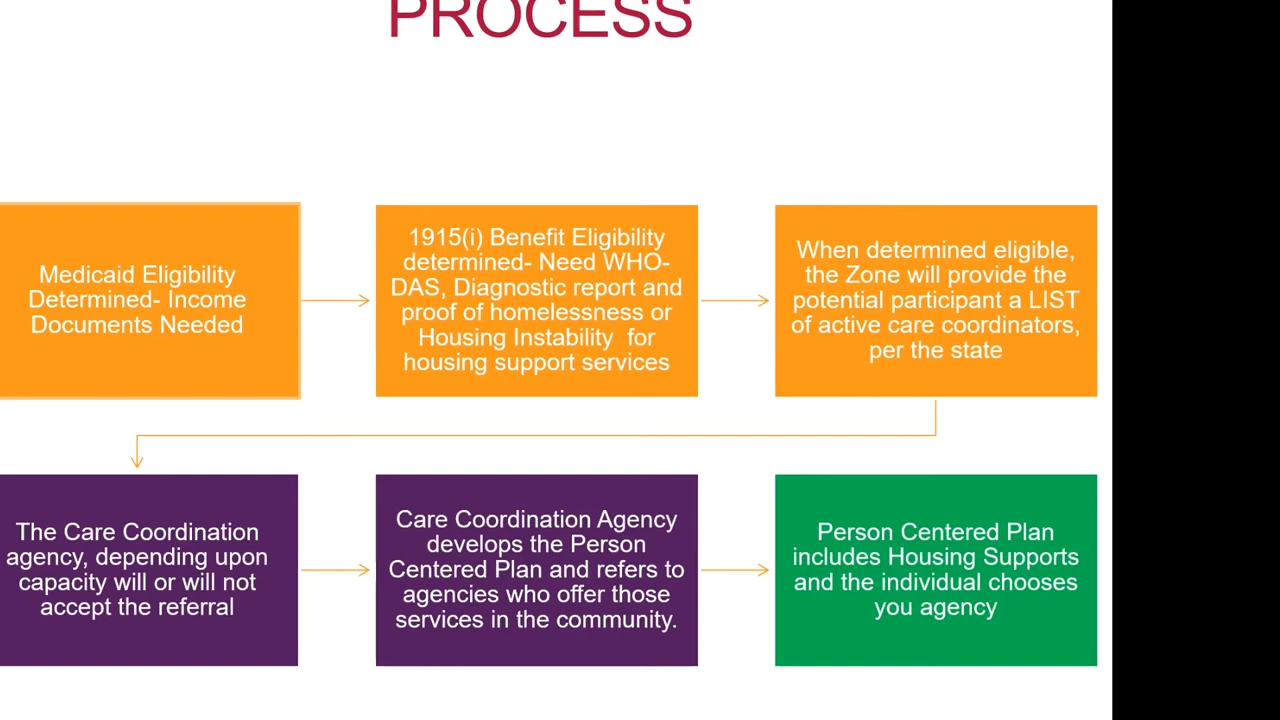 PROCESS
Medicaid Eligibility
Determined- Income
Documents Needed
1915(i) Benefit Eligibility
determined- Need WHO-
DAS, Diagnostic report and
proof of homelessness or
Housing Instability  for
housing support services
When determined eligible,
the Zone will provide the
potential participant a LIST
of active care coordinators,
per the state
The Care Coordination
agency, depending upon
capacity will or will not
accept the referral
Care Coordination Agency
develops the Person
Centered Plan and refers to
agencies who offer those
services in the community.
Person Centered Plan
includes Housing Supports
and the individual chooses
you agency